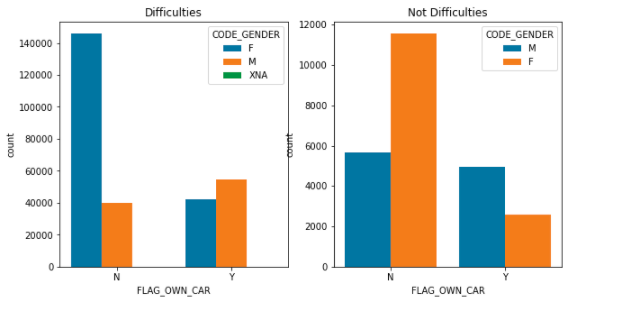 Difficulties
CODE_GENDER
F
M
XNA
140000
120000
100000
80000
60000
40000
20000
0
count
N
Y
FLAG_OWN_CAR
Not Difficulties
CODE_GENDER
M
F
12000
10000
8000
6000
4000
2000
0
count
N
Y
FLAG_OWN_CAR